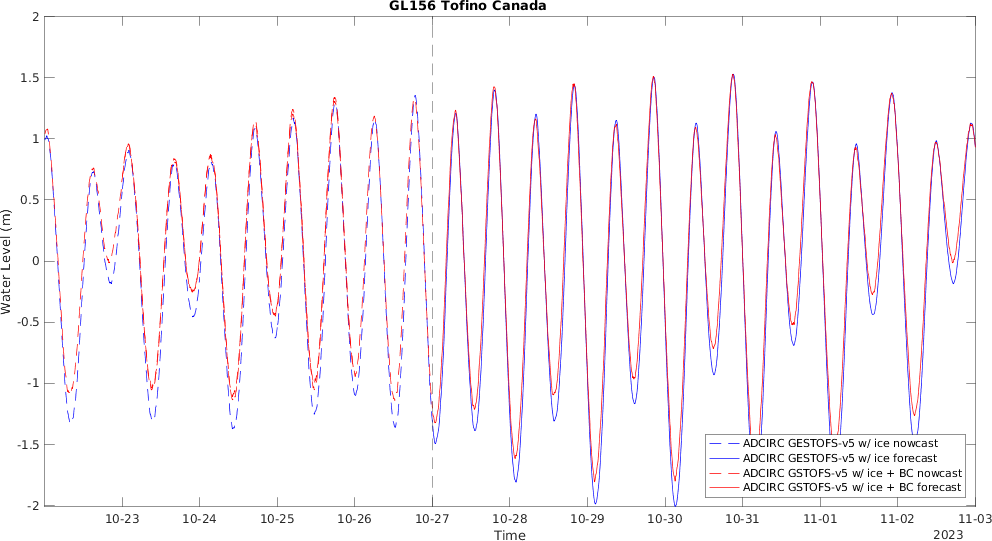 GL156 Tofino Canada
2
1.5
1
0.5
0
-0.5
-1
-1.5
-2
Water Level (m)
ADCIRC GESTOFS-v5 w/ ice nowcast
ADCIRC GESTOFS-v5 w/ ice forecast
ADCIRC GSTOFS-v5 w/ ice + BC nowcast
ADCIRC GSTOFS-v5 w/ ice + BC forecast
10-23 10-24 10-25 10-26 10-27 10-28 10-29 10-30 10-31 11-01 11-02 11-03
Time
2023